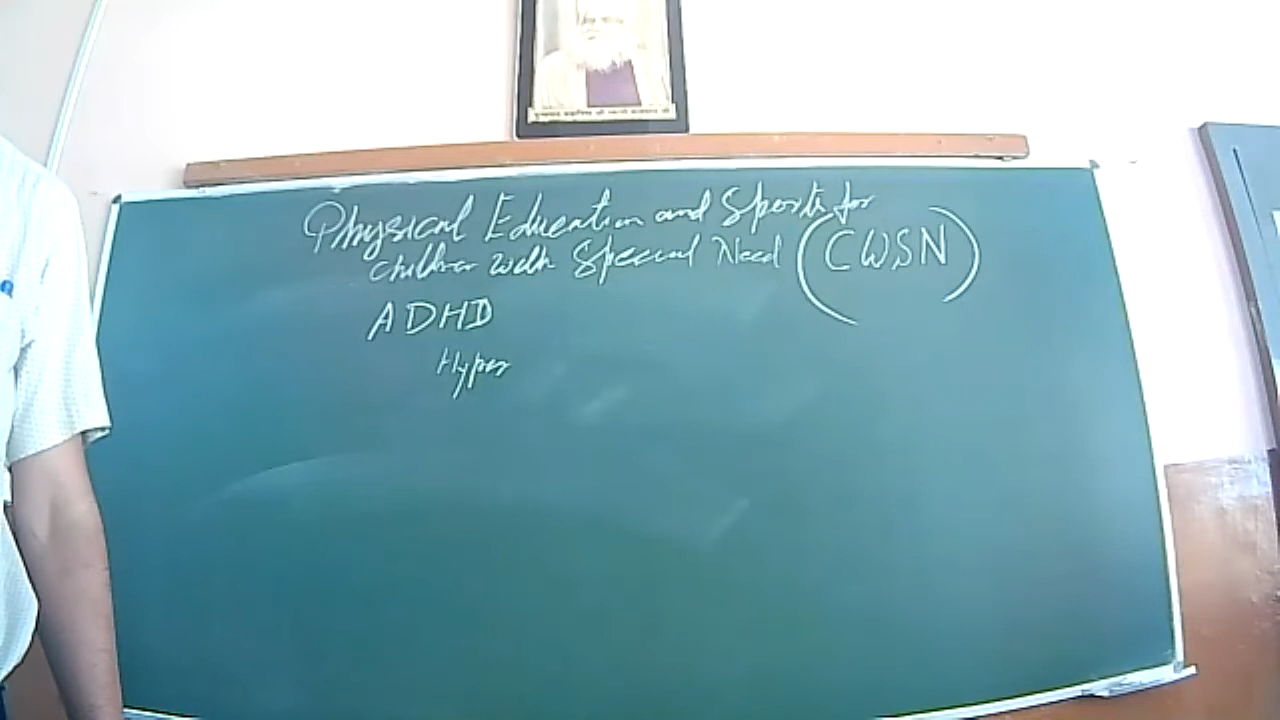 Physical Education and Sports for
Children with Special Need (CWSN)
ADHD
Hyper